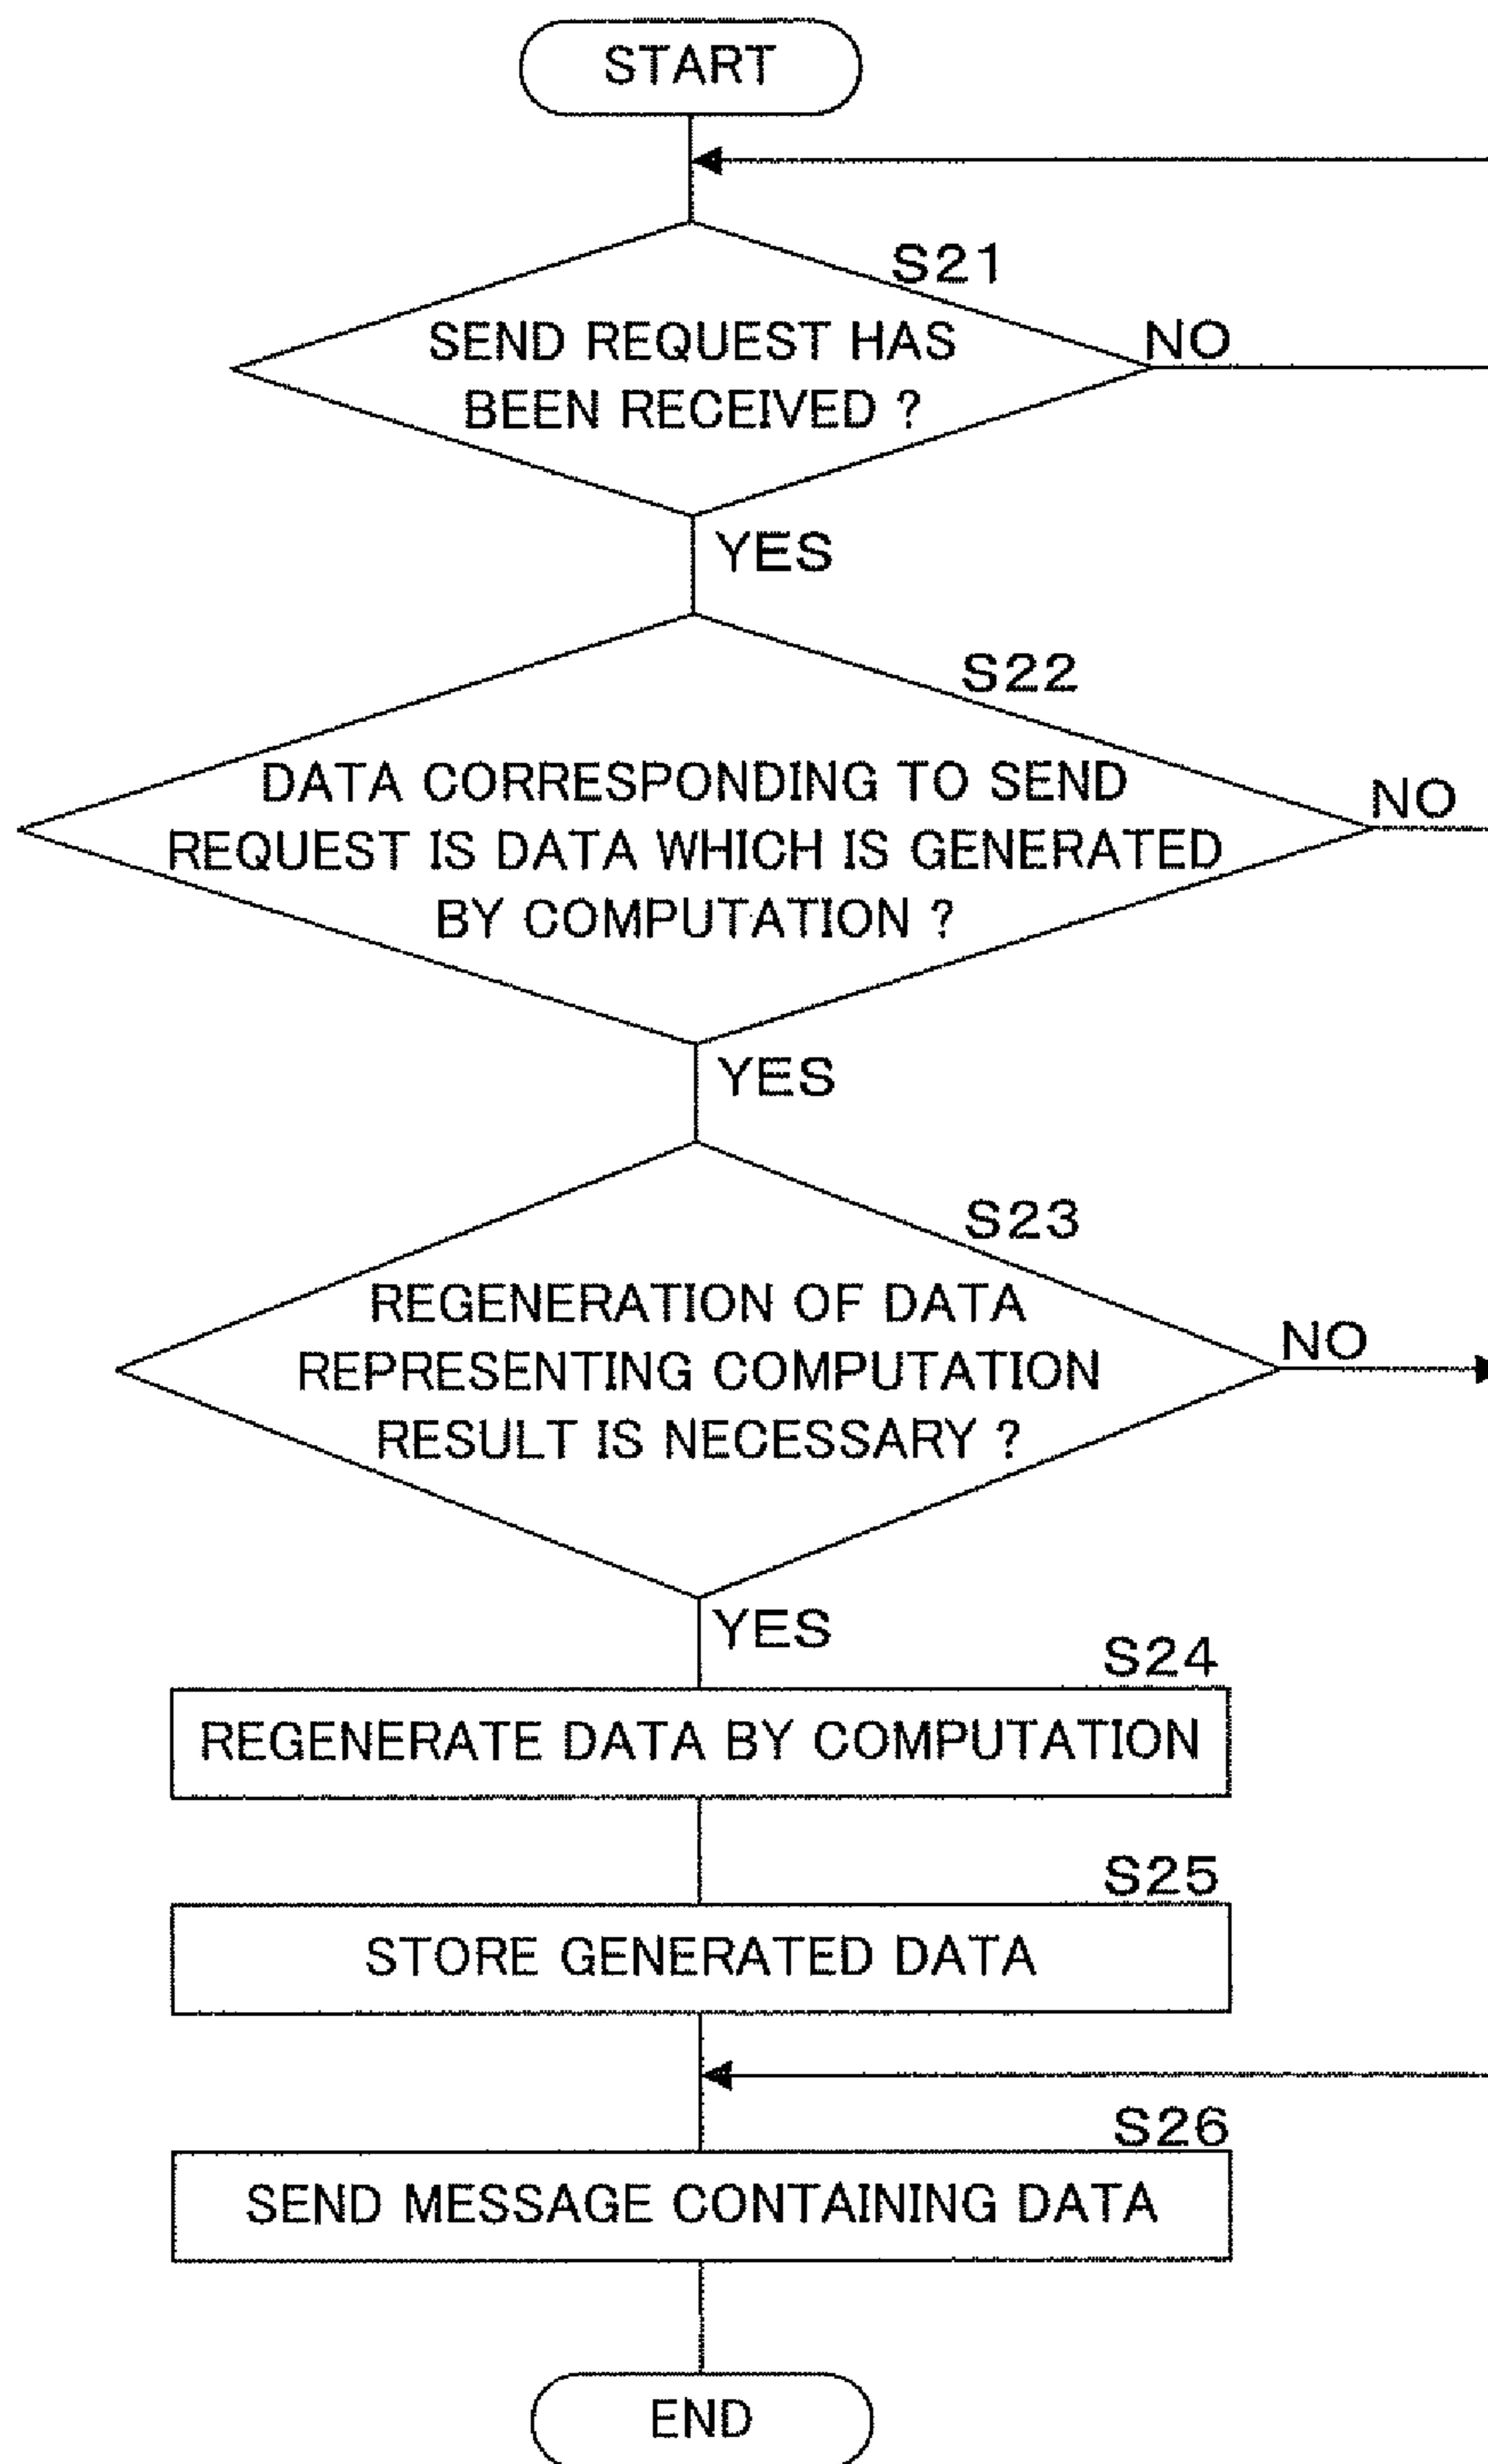 START
S21
SEND REQUEST HAS
BEEN RECEIVED ?
NO
YES
S22
DATA CORRESPONDING TO SEND
REQUEST IS DATA WHICH IS GENERATED
BY COMPUTATION ?
NO
YES
S23
REGENERATION OF DATA
REPRESENTING COMPUTATION
RESULT IS NECESSARY ?
NO
YES
S24
REGENERATE DATA BY COMPUTATION
S25
STORE GENERATED DATA
S26
SEND MESSAGE CONTAINING DATA
END